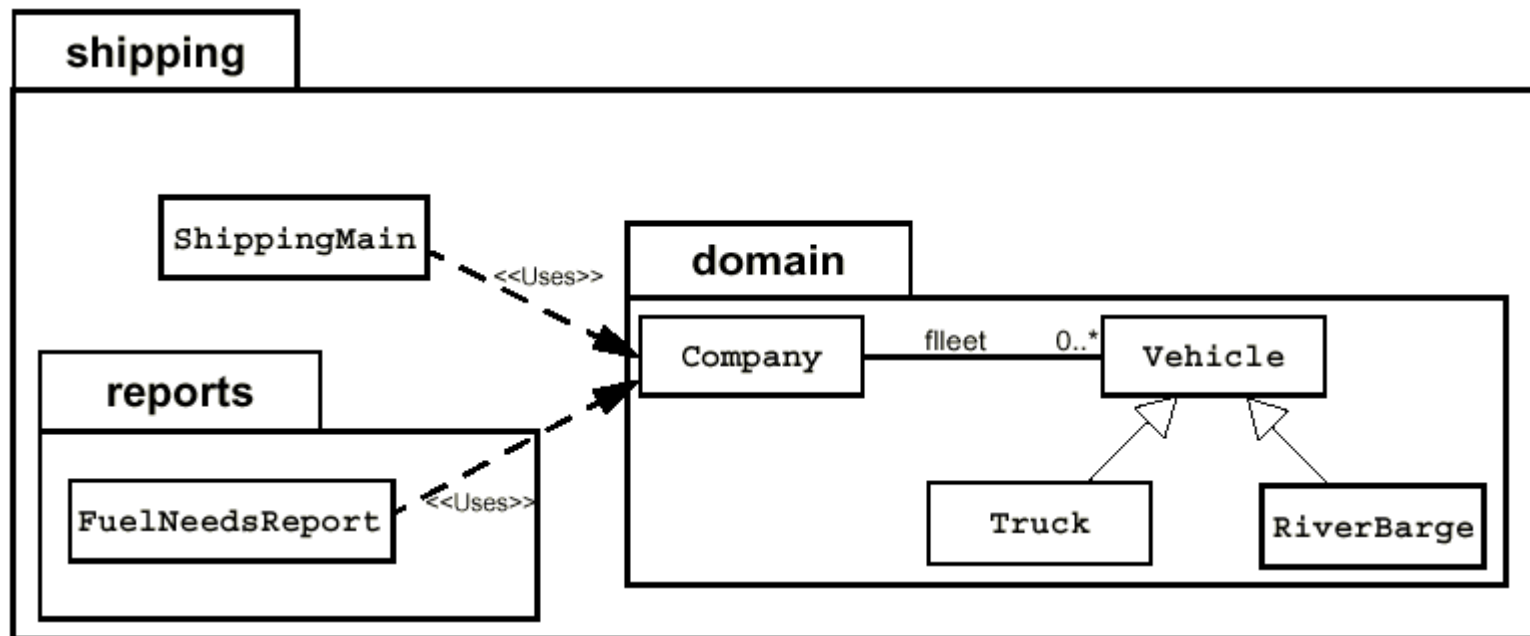 shipping
ShippingMain
<<Uses>>
domain
Company
flleet
0..*
Vehicle
reports
FuelNeedsReport
<<Uses>>
Truck
RiverBarge